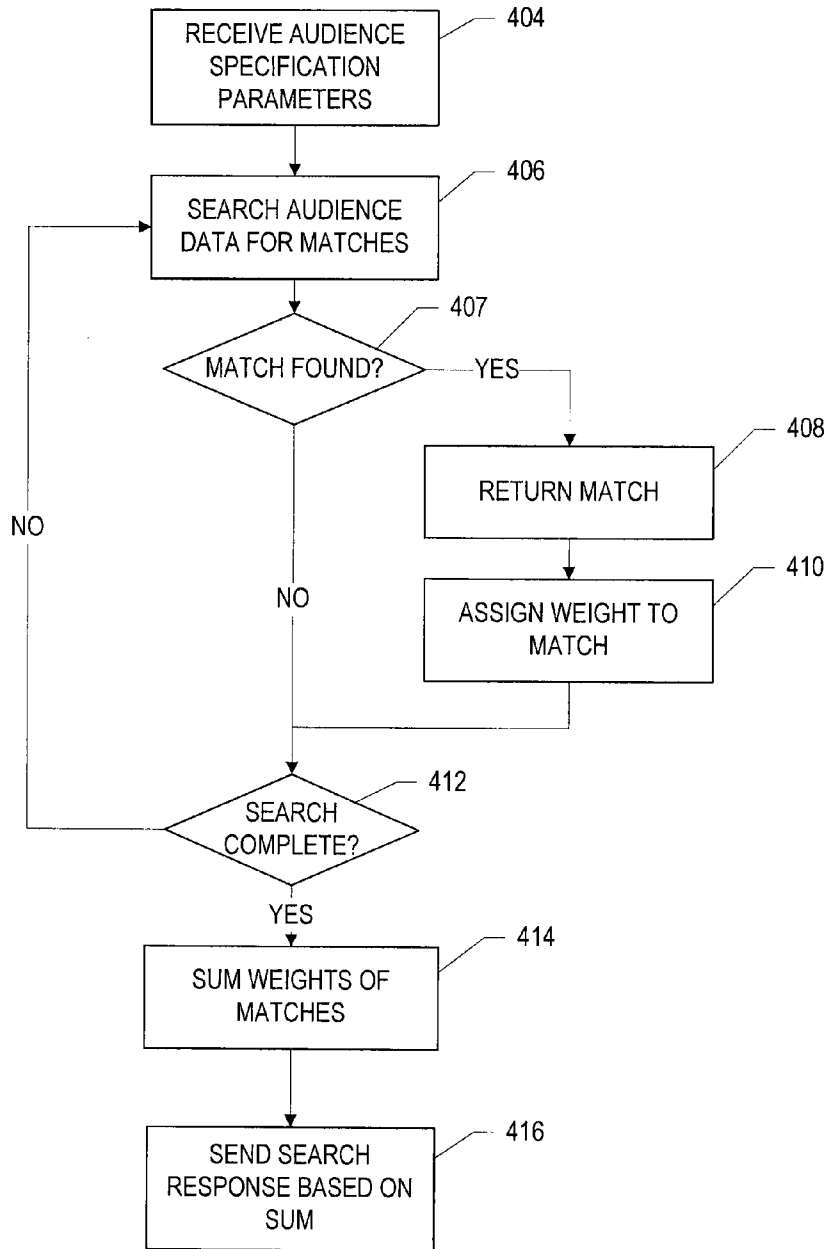 RECEIVE AUDIENCE
SPECIFICATION
PARAMETERS
404
SEARCH AUDIENCE
DATA FOR MATCHES
406
MATCH FOUND?
407
YES
RETURN MATCH
408
NO
NO
ASSIGN WEIGHT TO
MATCH
410
SEARCH
COMPLETE?
412
YES
SUM WEIGHTS OF
MATCHES
414
SEND SEARCH
RESPONSE BASED ON
SUM
416